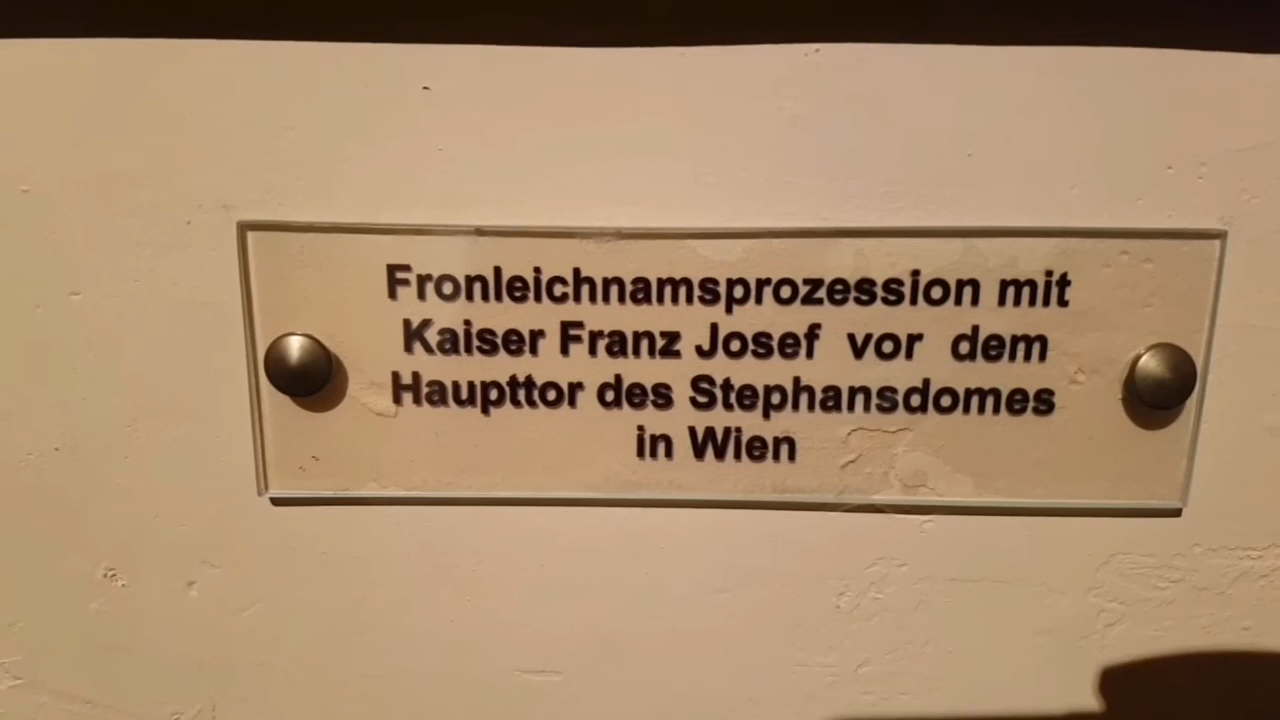 Fronleichnamsprozession mit
Kaiser Franz Josef vor dem
Haupttor des Stephansdomes
in Wien